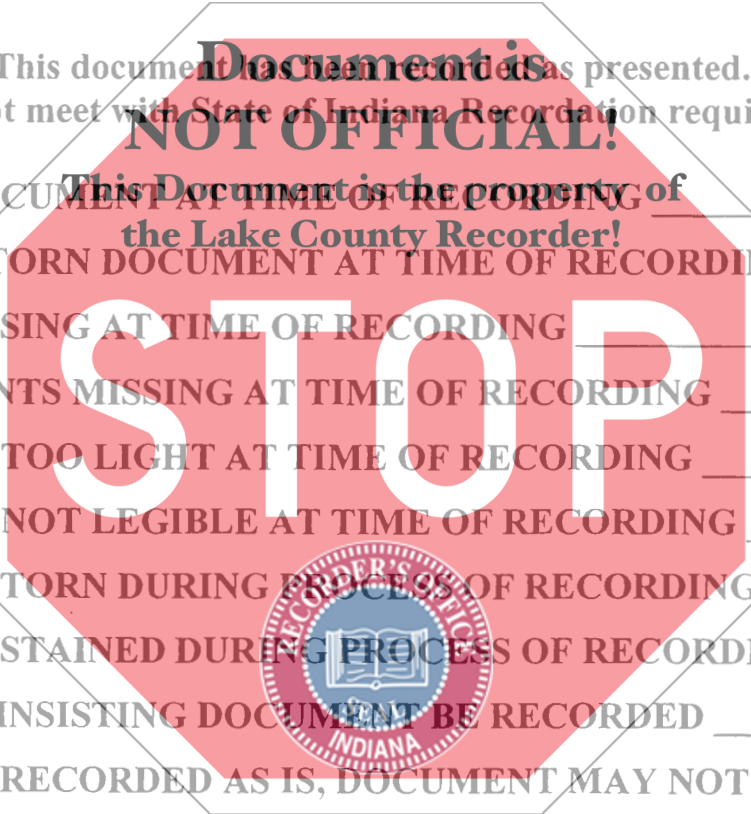 Document is
This document has been recorded as presented.
t meet with State of Indiana Recordation requi
NOT OFFICIAL!
This Document is the property of
CUMENT AT TIME OF RECORDING
the Lake County Recorder!
TORN DOCUMENT AT TIME OF RECORDI
SING AT TIME OF RECORDING
STOP
NTS MISSING AT TIME OF RECORDING
TOO LIGHT AT TIME OF RECORDING
NOT LEGIBLE AT TIME OF RECORDING
TORN DURING PROCESS OF RECORDING
RECORDER'S OFFICE
STAINED DURING PROCESS OF RECORD
INSISTING DOCUMENT BE RECORDED
INDIANA
RECORDED AS IS, DOCUMENT MAY NOT